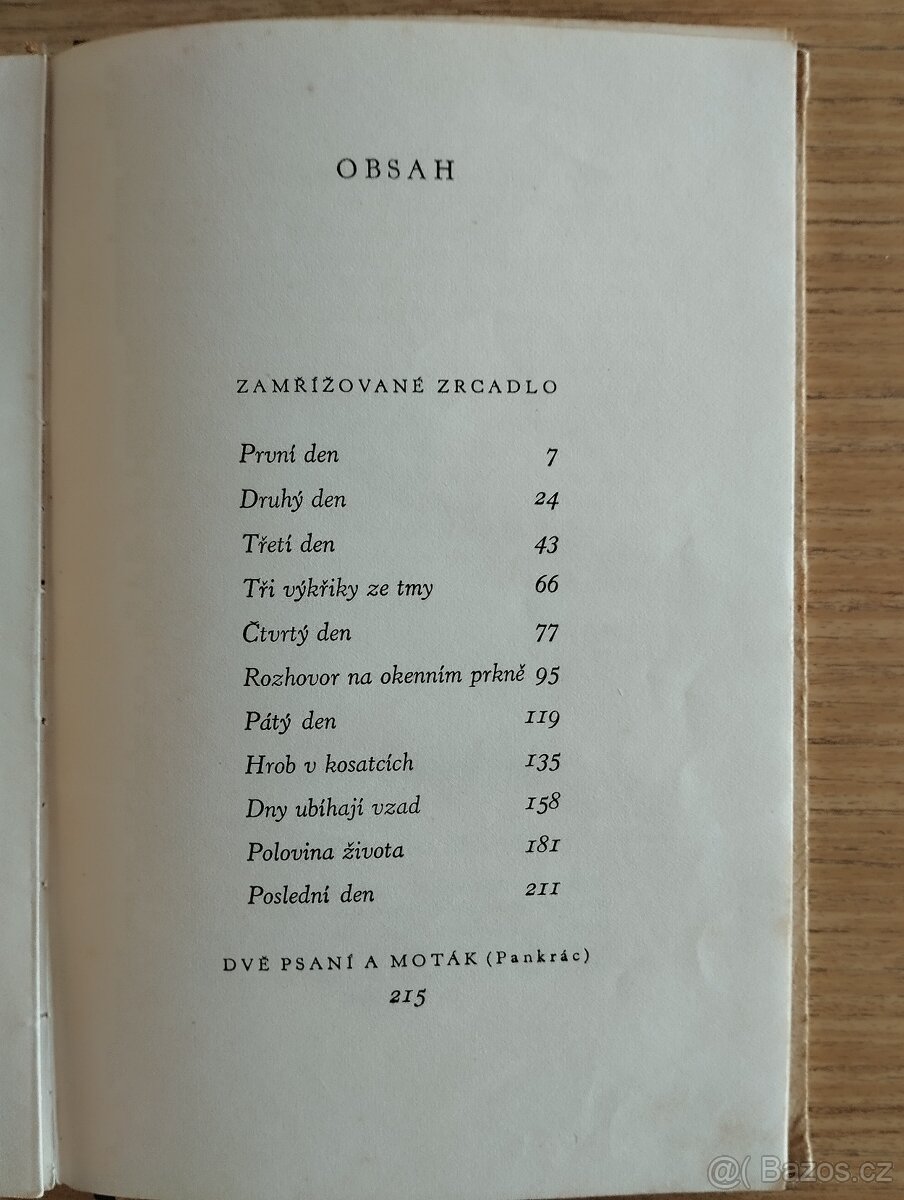 OBSAH
ZAMŘÍŽOVANÉ ZRCADLO
První den 7
Druhý den 24
Třetí den 43
Tři výkřiky ze tmy 66
Čtvrtý den 77
Rozhovor na okenním prkně 95
Pátý den 119
Hrob v kosatcích 135
Dny ubíhají vzad 158
Polovina života 181
Poslední den 211
DVĚ PSANÍ A MOTÁK (Pankrác)
215
@( Bazos.cz